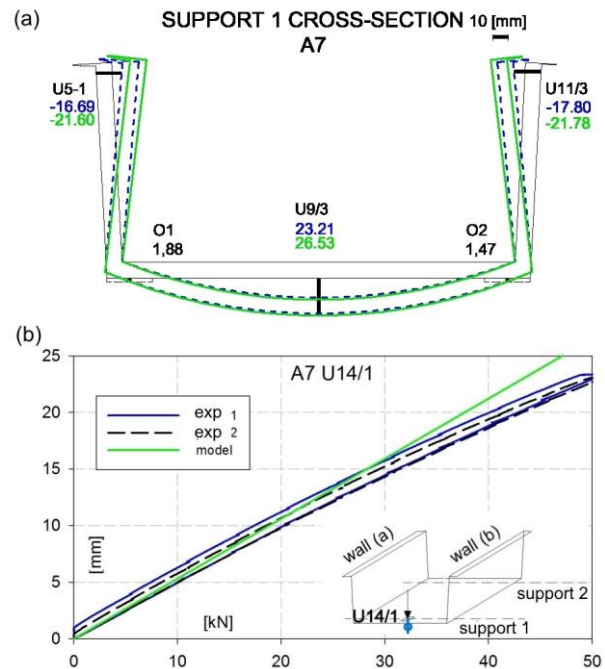 (a)
SUPPORT 1 CROSS-SECTION 10 [mm]
A7
U5-1
-16.69
-21.60
U11/3
-17.80
-21.78
U9/3
23.21
26.53
O1
1,88
O2
1,47
(b)
A7 U14/1
exp 1
exp 2
model
25
20
15
10
5
0
[mm]
[kN]
wall (a)
wall (b)
support 2
U14/1
support 1
0
10
20
30
40
50